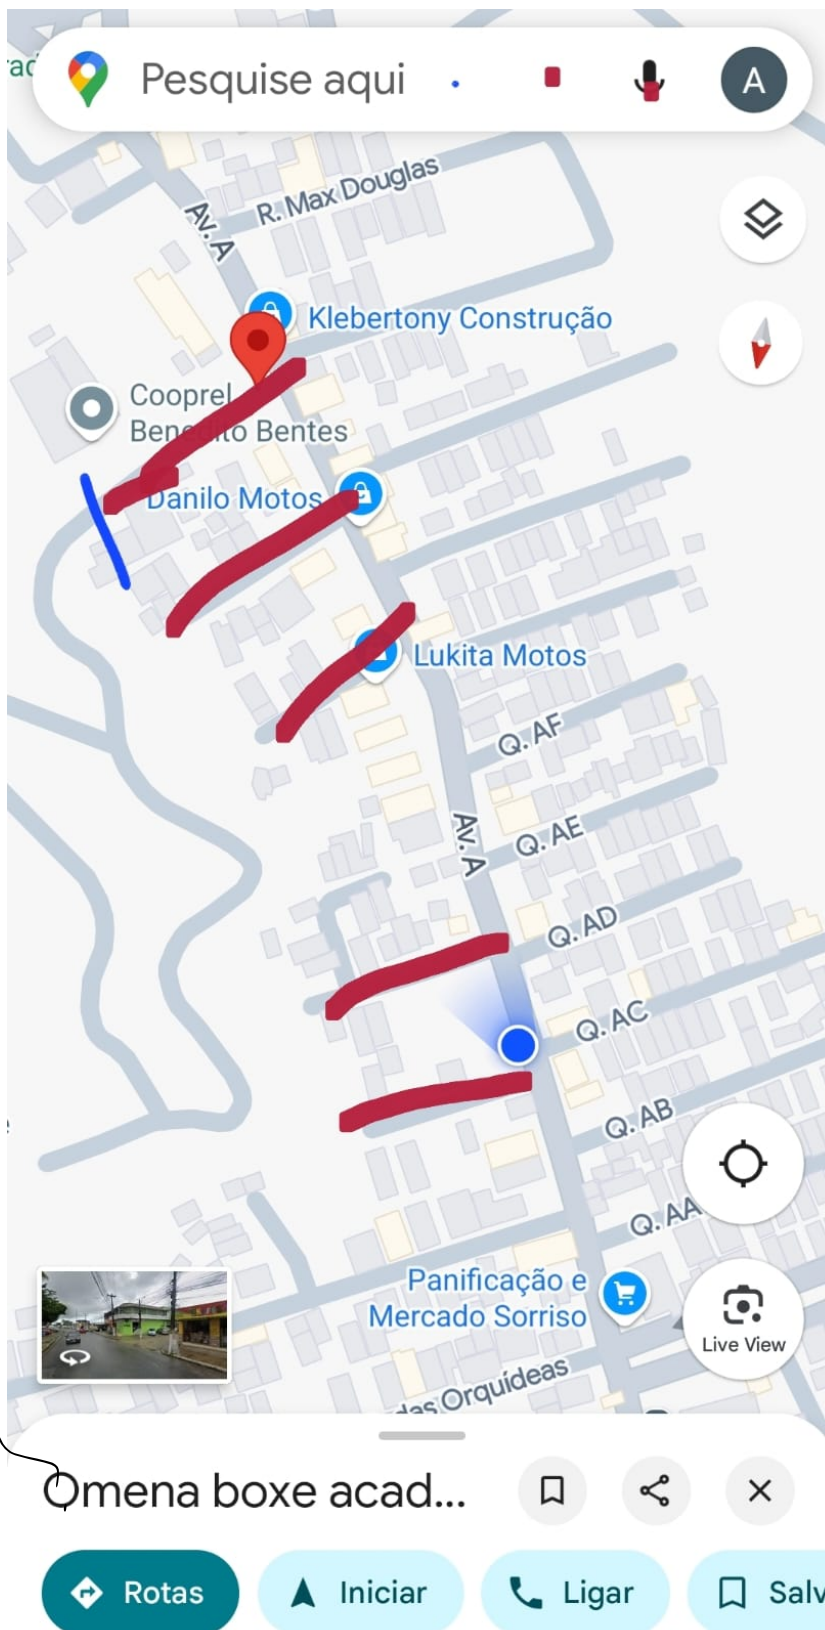 Pesquise aqui
A
R. Max Douglas
Av. A
Klebertony Construção
Cooprel
Benedito Bentes
Danilo Motos
Lukita Motos
Q. AF
Av. A
Q. AE
Q. AD
Q. AC
Q. AB
Q. AA
Panificação e
Mercado Sorriso
Live View
das Orquídeas
Omena boxe acad...
Rotas
Iniciar
Ligar
Salv